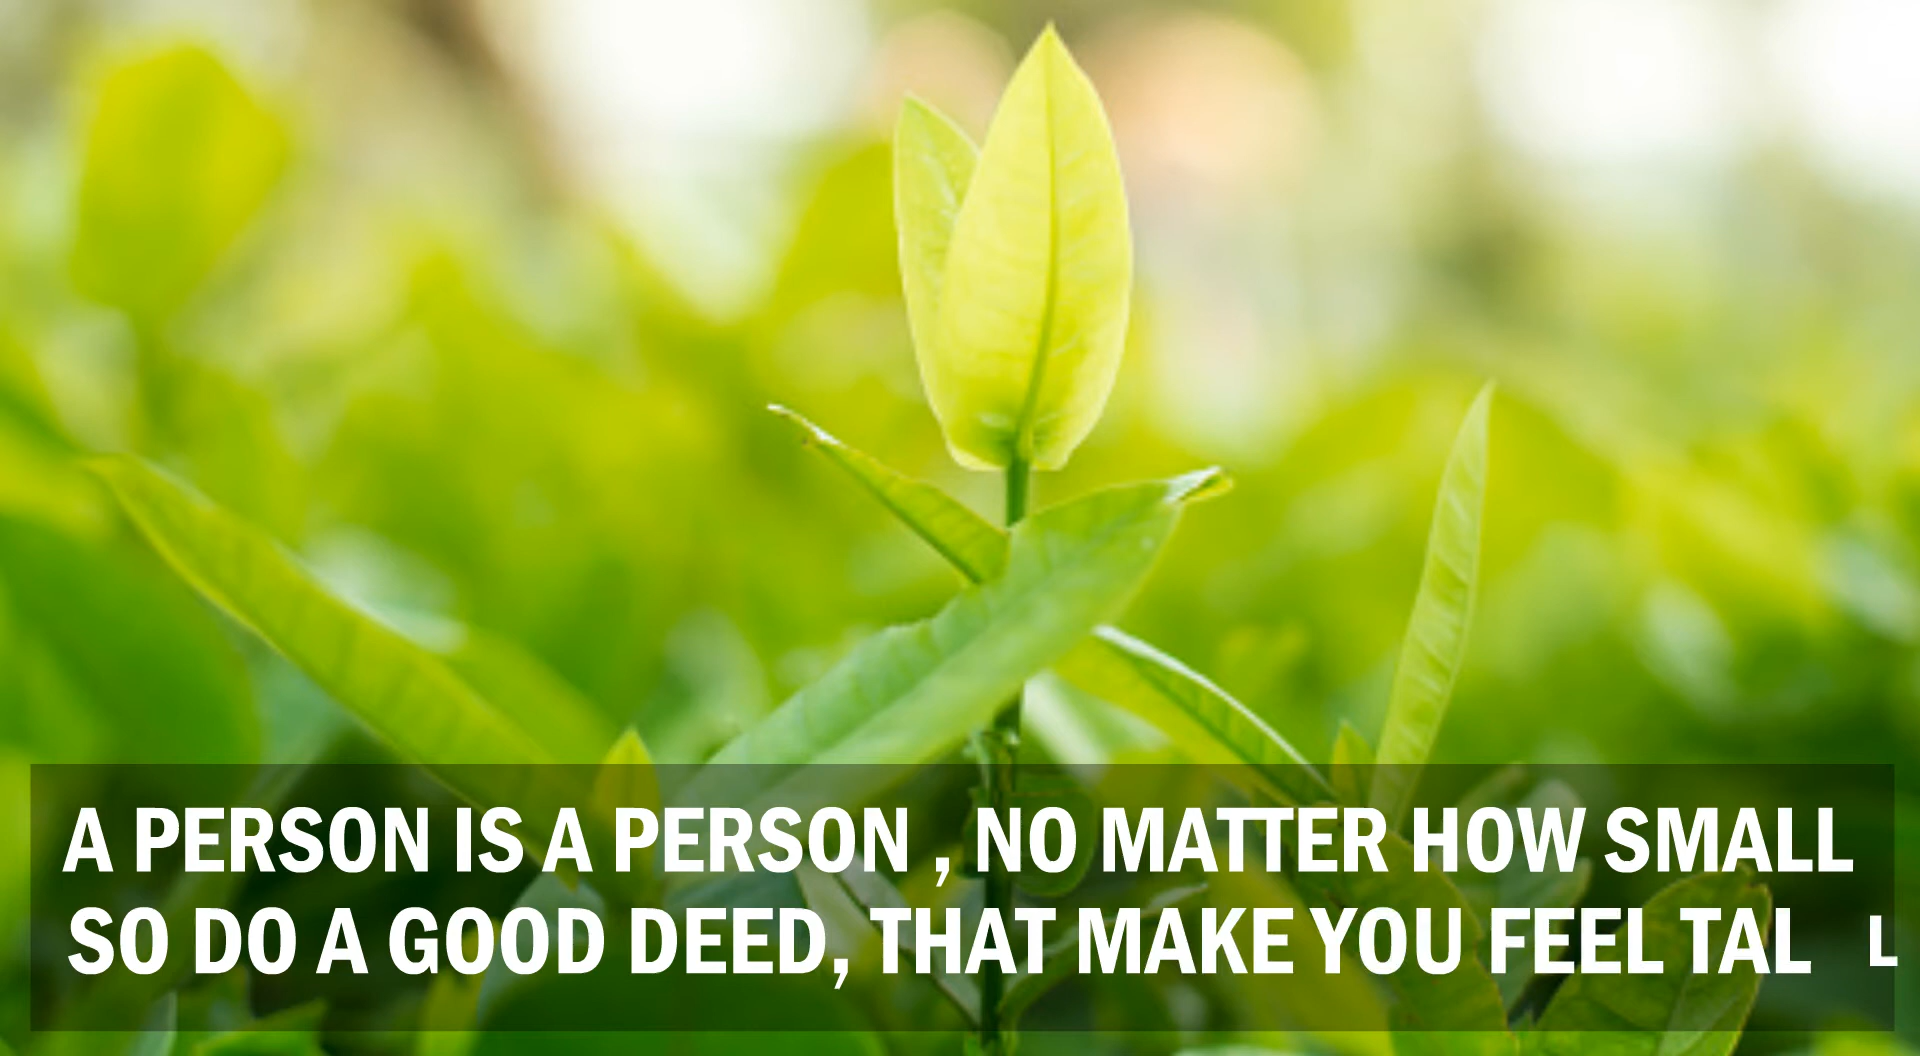 A PERSON IS A PERSON , NO MATTER HOW SMALL
SO DO A GOOD DEED, THAT MAKE YOU FEEL TAL L